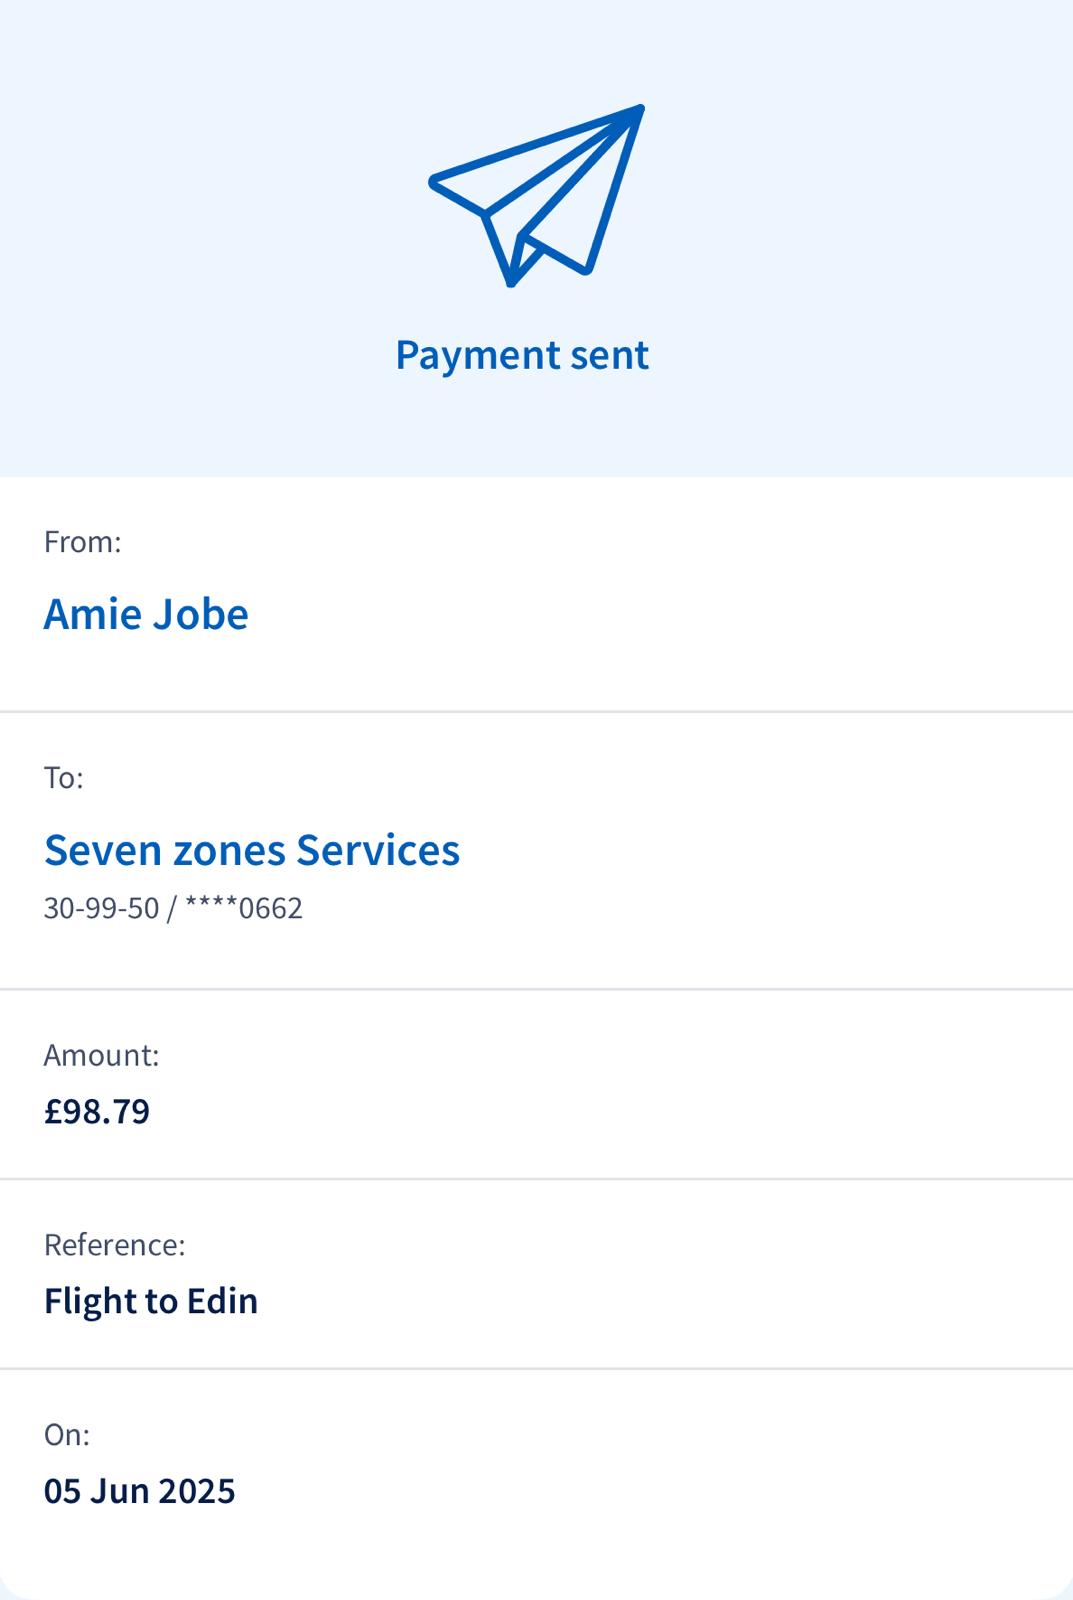 Payment sent
From:
Amie Jobe
To:
Seven zones Services
30-99-50 / ****0662
Amount:
£98.79
Reference:
Flight to Edin
On:
05 Jun 2025